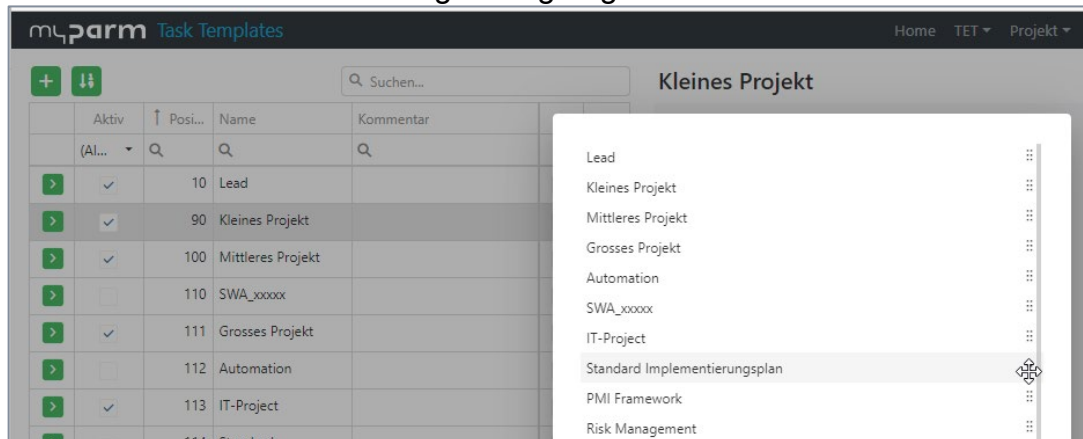 myparm Task Templates Home TET Projekt
Suchen... Kleines Projekt
Aktiv Posi... Name Kommentar
(Al...
10 Lead
90 Kleines Projekt
100 Mittleres Projekt
110 SWA_xxxxx
111 Grosses Projekt
112 Automation
113 IT-Project
Lead
Kleines Projekt
Mittleres Projekt
Grosses Projekt
Automation
SWA_xxxxx
IT-Project
Standard Implementierungsplan
PMI Framework
Risk Management